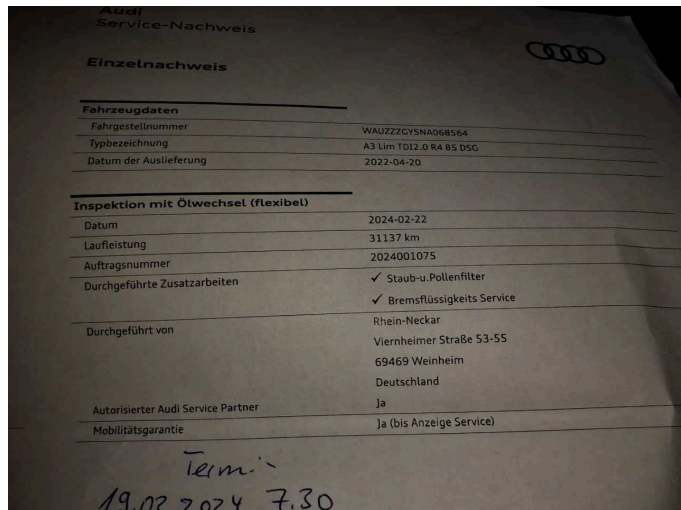 Audi
Service-Nachweis
Einzelnachweis
Fahrzeugdaten
Fahrgestellnummer WAUZZZGY5NA068564
Typbezeichnung A3 Lim TDI2.0 R4 85 DSG
Datum der Auslieferung 2022-04-20
Inspektion mit Ölwechsel (flexibel)
Datum 2024-02-22
Laufleistung 31137 km
Auftragsnummer 2024001075
Durchgeführte Zusatzarbeiten ✓ Staub-u.Pollenfilter
✓ Bremsflüssigkeits Service
Durchgeführt von Rhein-Neckar
Viernheimer Straße 53-55
69469 Weinheim
Deutschland
Autorisierter Audi Service Partner Ja
Mobilitätsgarantie Ja (bis Anzeige Service)
Termin
19.02 2024 7.30